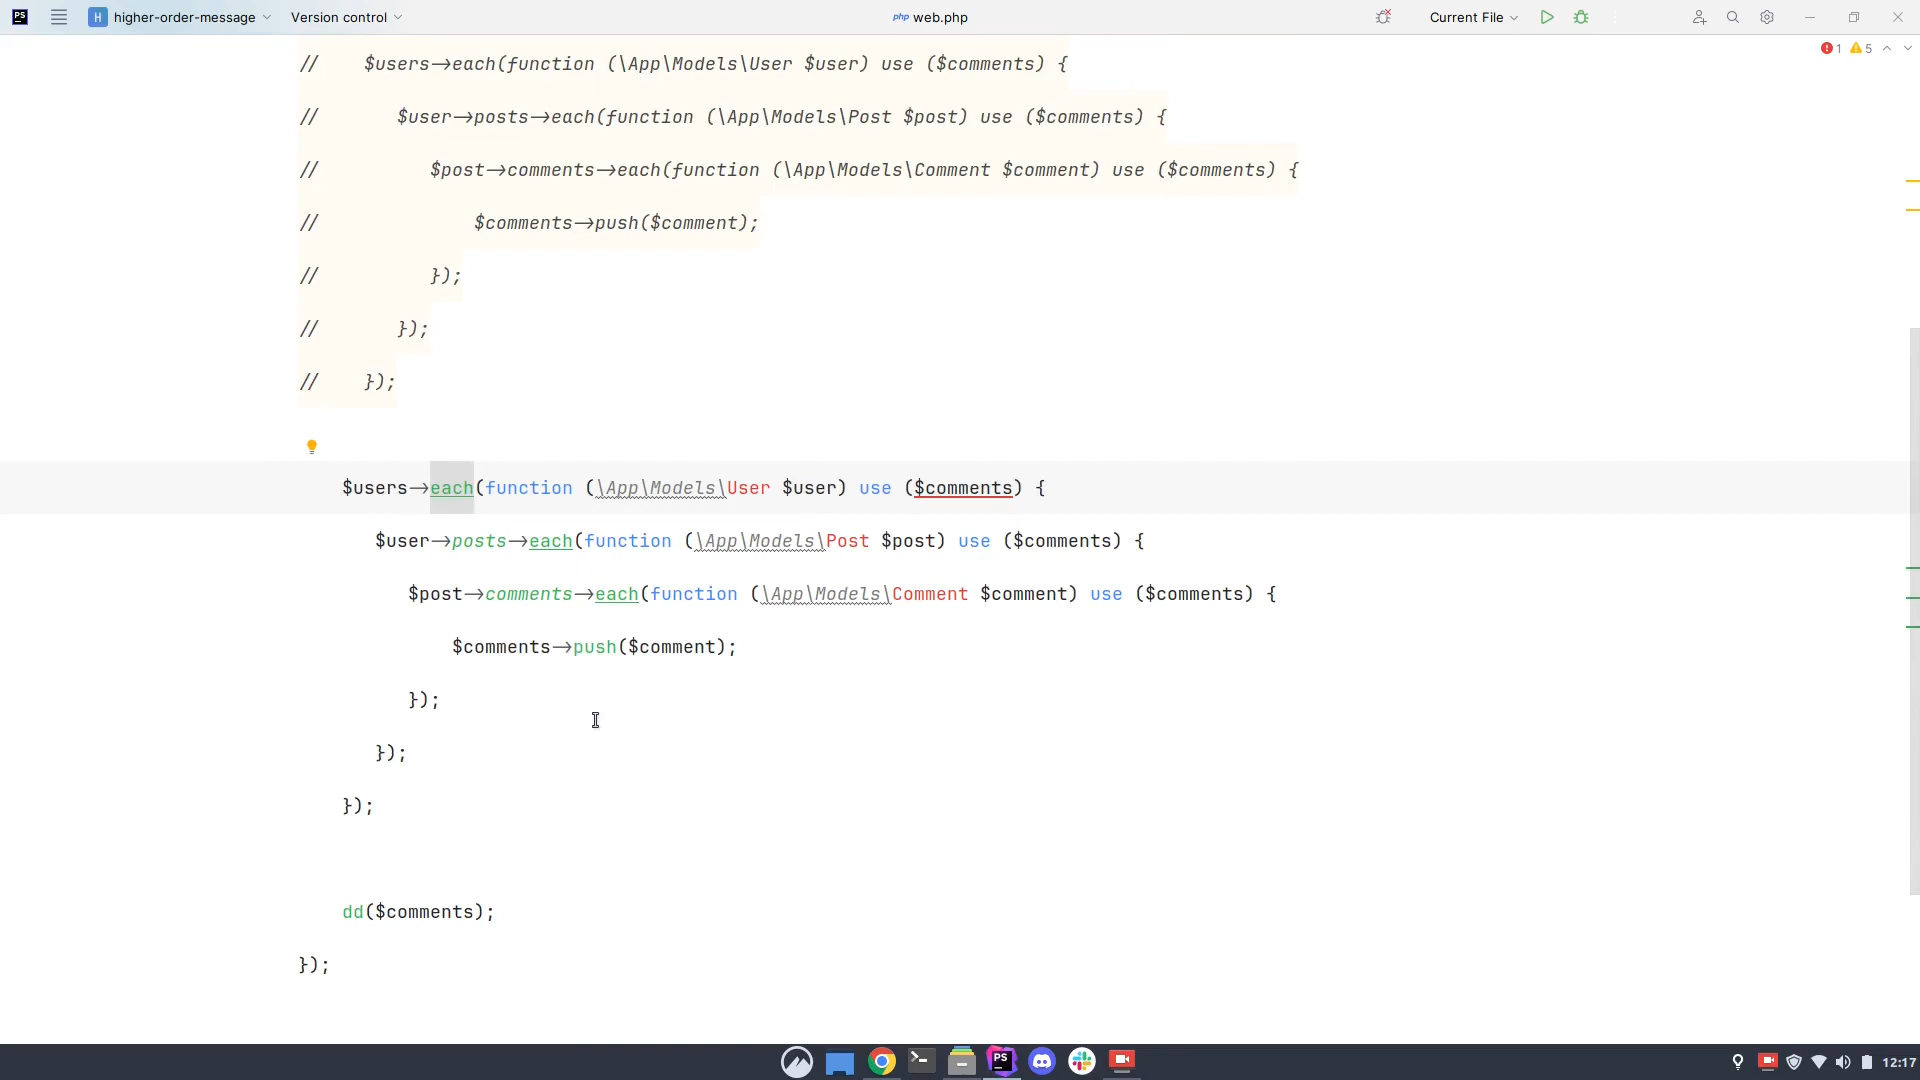 PS H higher-order-message Version control php web.php Current File
1 5
// $users->each(function (\App\Models\User $user) use ($comments) {
// $user->posts->each(function (\App\Models\Post $post) use ($comments) {
// $post->comments->each(function (\App\Models\Comment $comment) use ($comments) {
// $comments->push($comment);
// });
// });
// });
$users->each(function (\App\Models\User $user) use ($comments) {
$user->posts->each(function (\App\Models\Post $post) use ($comments) {
$post->comments->each(function (\App\Models\Comment $comment) use ($comments) {
$comments->push($comment);
});
});
});
dd($comments);
});
PS 12:17